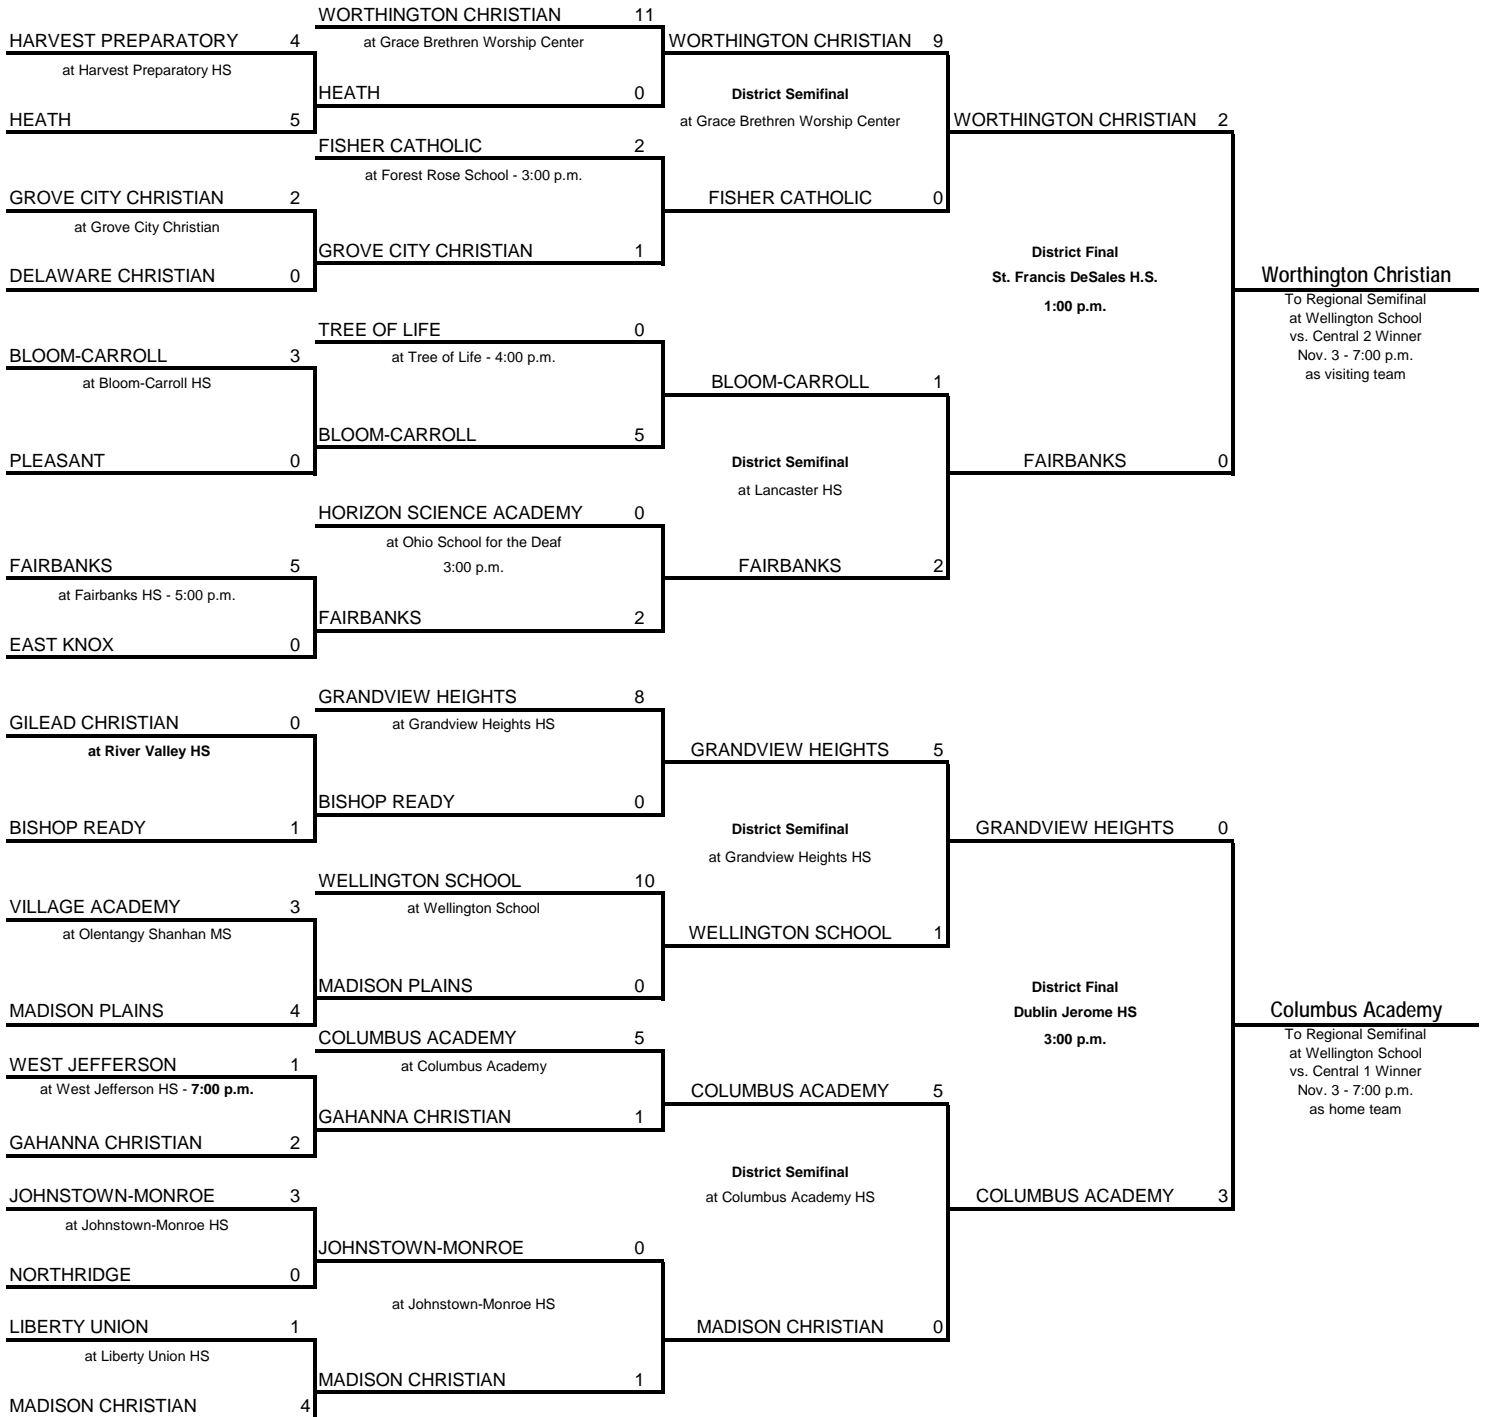 WORTHINGTON CHRISTIAN 11
HARVEST PREPARATORY 4
at Grace Brethren Worship Center
WORTHINGTON CHRISTIAN 9
at Harvest Preparatory HS
HEATH 0
District Semifinal
HEATH 5
at Grace Brethren Worship Center
WORTHINGTON CHRISTIAN 2
FISHER CATHOLIC 2
at Forest Rose School - 3:00 p.m.
GROVE CITY CHRISTIAN 2
FISHER CATHOLIC 0
at Grove City Christian
GROVE CITY CHRISTIAN 1
District Final
DELAWARE CHRISTIAN 0
St. Francis DeSales H.S.
Worthington Christian
1:00 p.m.
To Regional Semifinal
at Wellington School
vs. Central 2 Winner
Nov. 3 - 7:00 p.m.
as visiting team
TREE OF LIFE 0
BLOOM-CARROLL 3
at Tree of Life - 4:00 p.m.
at Bloom-Carroll HS
BLOOM-CARROLL 1
BLOOM-CARROLL 5
PLEASANT 0
District Semifinal
FAIRBANKS 0
at Lancaster HS
HORIZON SCIENCE ACADEMY 0
at Ohio School for the Deaf
3:00 p.m.
FAIRBANKS 5
FAIRBANKS 2
at Fairbanks HS - 5:00 p.m.
FAIRBANKS 2
EAST KNOX 0
GRANDVIEW HEIGHTS 8
GILEAD CHRISTIAN 0
at Grandview Heights HS
at River Valley HS
GRANDVIEW HEIGHTS 5
BISHOP READY 0
BISHOP READY 1
District Semifinal
GRANDVIEW HEIGHTS 0
at Grandview Heights HS
WELLINGTON SCHOOL 10
VILLAGE ACADEMY 3
at Wellington School
at Olentangy Shanhan MS
WELLINGTON SCHOOL 1
MADISON PLAINS 0
District Final
MADISON PLAINS 4
Dublin Jerome HS
Columbus Academy
3:00 p.m.
To Regional Semifinal
at Wellington School
vs. Central 1 Winner
Nov. 3 - 7:00 p.m.
as home team
COLUMBUS ACADEMY 5
WEST JEFFERSON 1
at Columbus Academy
at West Jefferson HS - 7:00 p.m.
COLUMBUS ACADEMY 5
GAHANNA CHRISTIAN 1
GAHANNA CHRISTIAN 2
District Semifinal
JOHNSTOWN-MONROE 3
at Columbus Academy HS
COLUMBUS ACADEMY 3
at Johnstown-Monroe HS
JOHNSTOWN-MONROE 0
NORTHRIDGE 0
at Johnstown-Monroe HS
LIBERTY UNION 1
MADISON CHRISTIAN 0
at Liberty Union HS
MADISON CHRISTIAN 1
MADISON CHRISTIAN 4